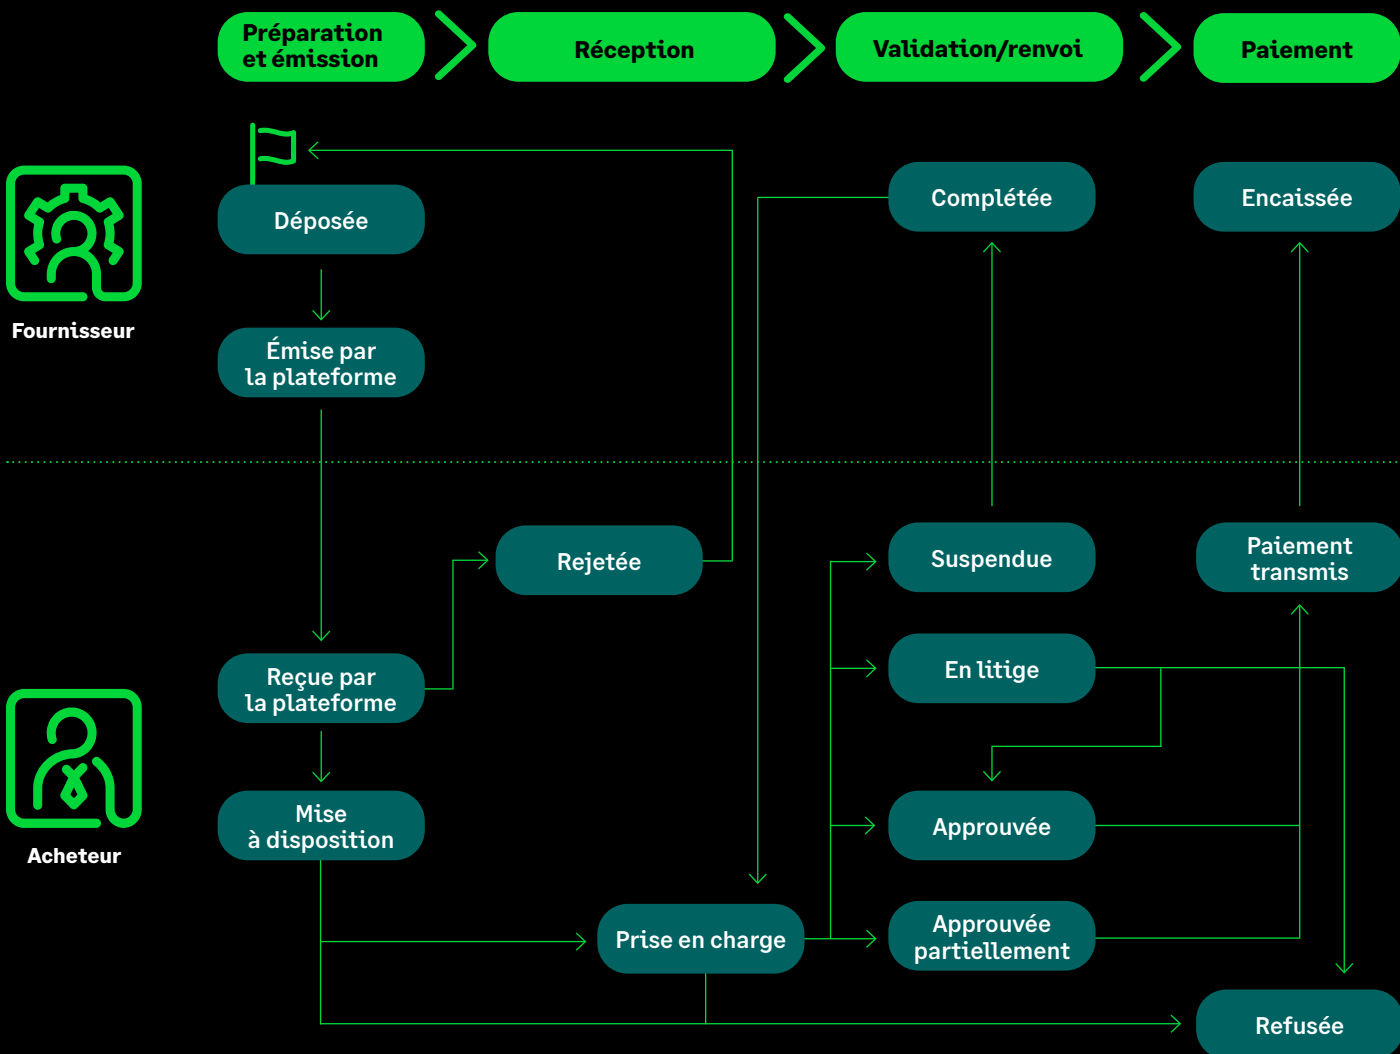 Préparation
et émission
Réception
Validation/renvoi
Paiement
Fournisseur
Déposée
Complétée
Encaissée
Émise par
la plateforme
Rejetée
Suspendue
Paiement
transmis
En litige
Reçue par
la plateforme
Acheteur
Mise
à disposition
Approuvée
Prise en charge
Approuvée
partiellement
Refusée